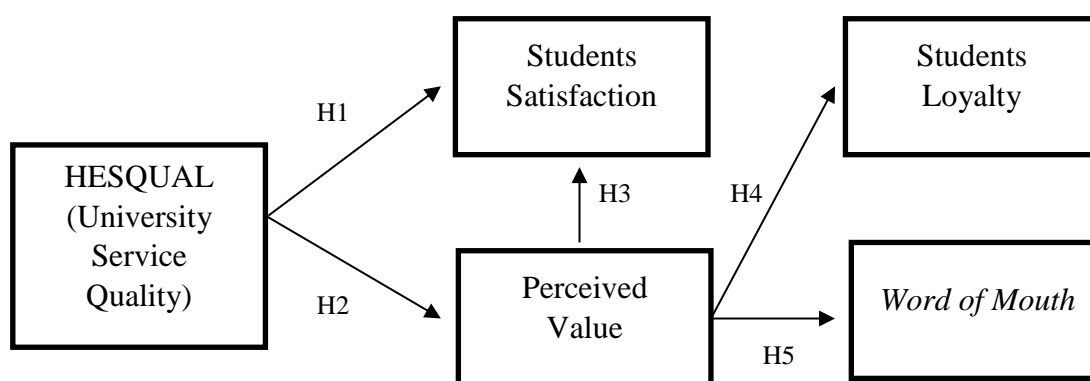 HESQUAL
(University
Service
Quality)
H1
H2
Students
Satisfaction
H3
Perceived
Value
H4
H5
Students
Loyalty
Word of Mouth